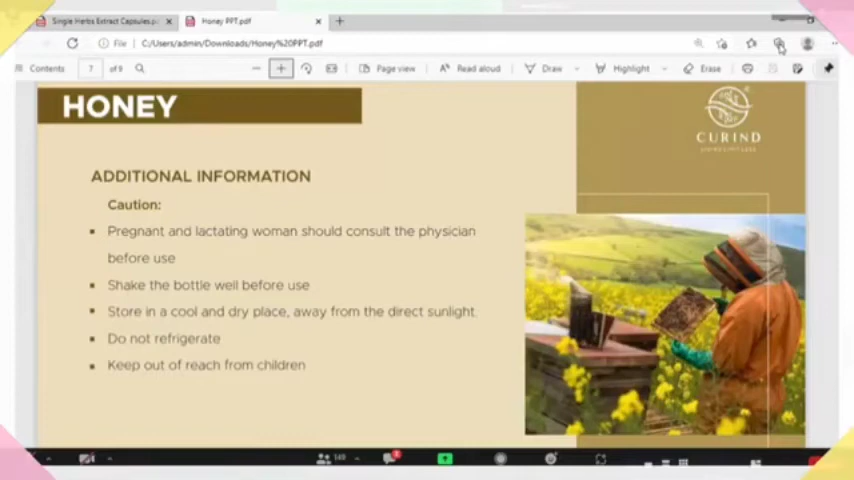 Single Herbs Extract Capsules.pd
Honey PPT.pdf
File
C:/Users/admin/Downloads/Honey%20PPT.pdf
Contents
7
of 9
Page view
Read aloud
Draw
Highlight
Erase
HONEY
CURIND
ADDITIONAL INFORMATION
Caution:
Pregnant and lactating woman should consult the physician
before use
Shake the bottle well before use
Store in a cool and dry place, away from the direct sunlight.
Do not refrigerate
Keep out of reach from children
149